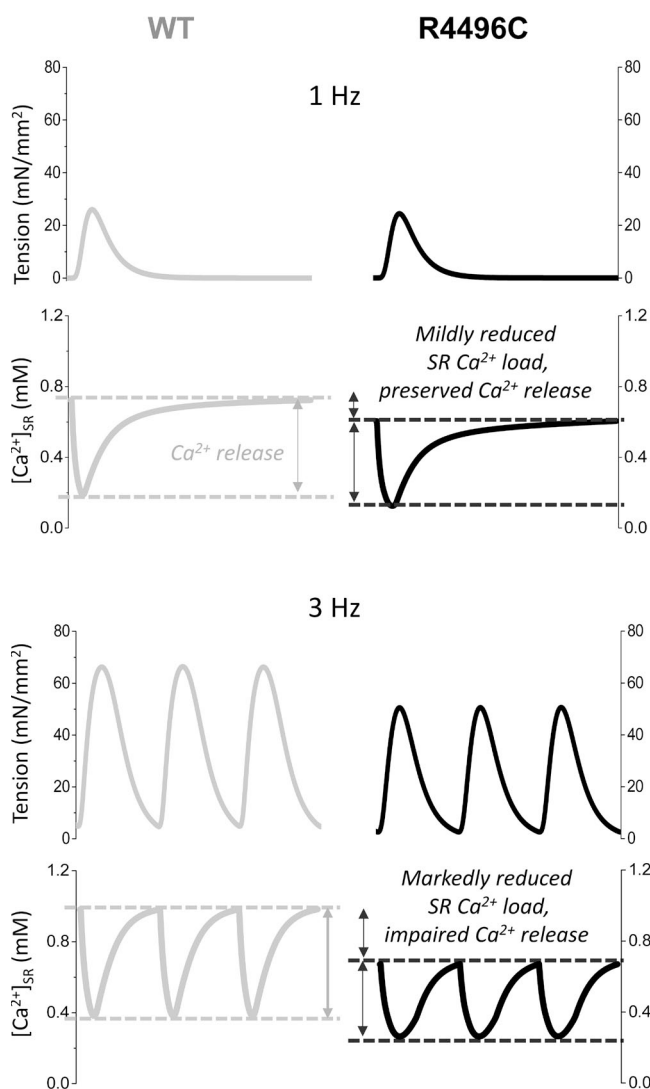 WT R4496C
1 Hz
80 80
60 60
40 40
20 20
0 0
Tension (mN/mm²)
1.2 1.2
0.8 0.8
0.4 0.4
0.0 0.0
[Ca²⁺]SR (mM)
Mildly reduced
SR Ca²⁺ load,
preserved Ca²⁺ release
Ca²⁺ release
3 Hz
80 80
60 60
40 40
20 20
0 0
Tension (mN/mm²)
1.2 1.2
0.8 0.8
0.4 0.4
0.0 0.0
[Ca²⁺]SR (mM)
Markedly reduced
SR Ca²⁺ load,
impaired Ca²⁺ release